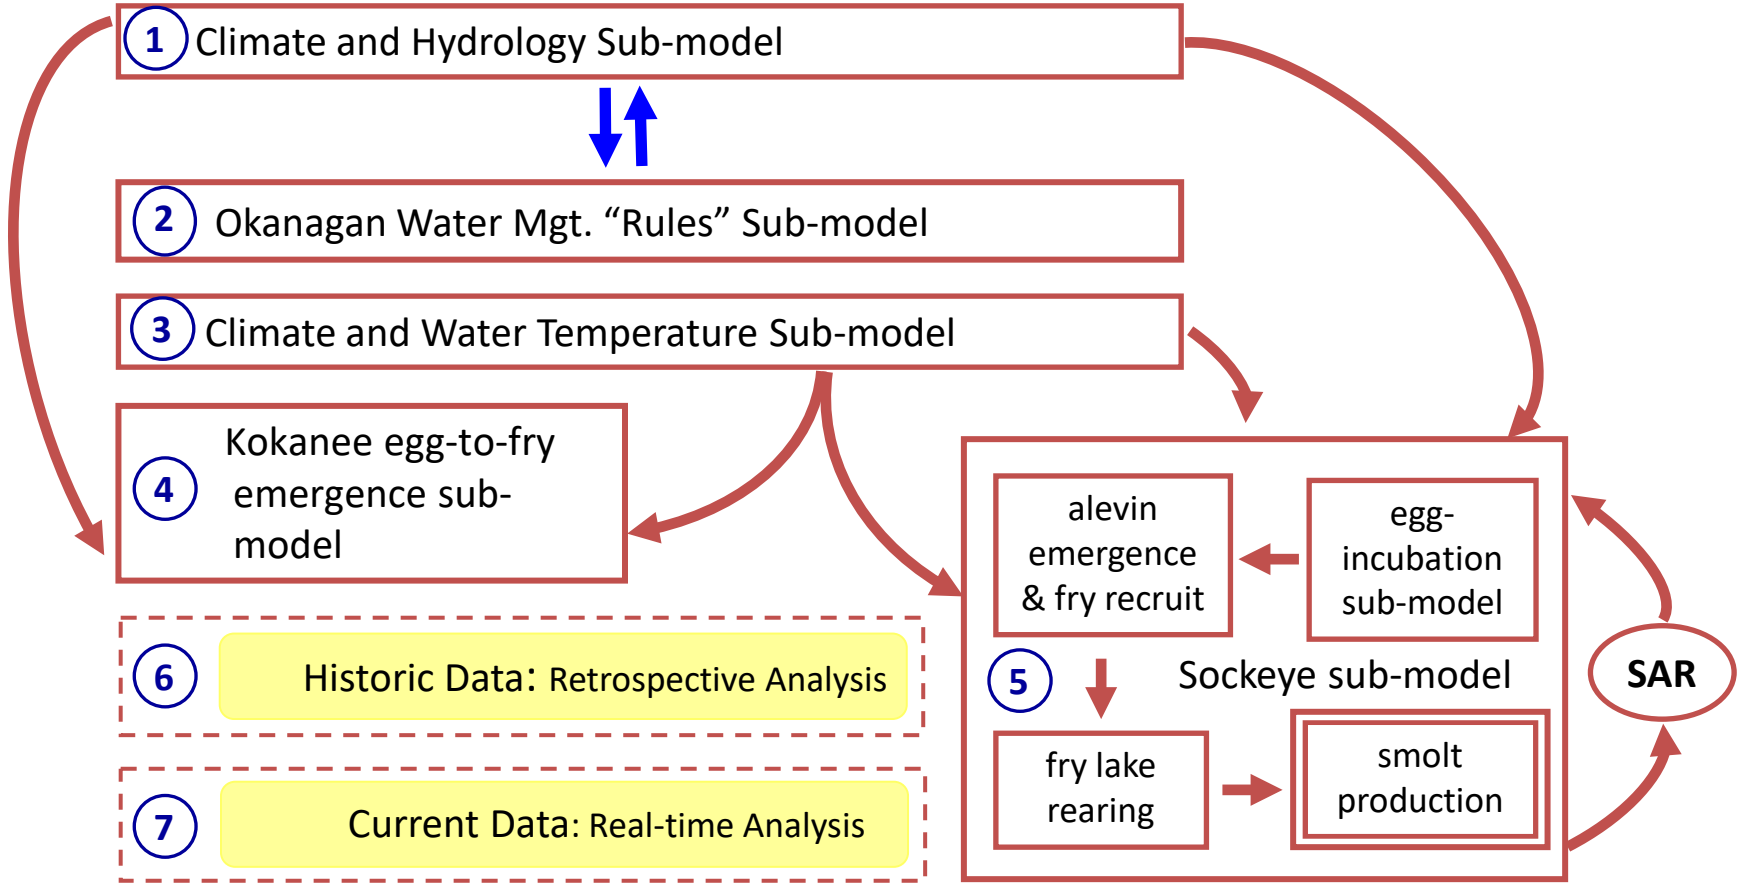 1 Climate and Hydrology Sub-model
2 Okanagan Water Mgt. “Rules” Sub-model
3 Climate and Water Temperature Sub-model
4
Kokanee egg-to-fry
emergence sub-
model
alevin
emergence
& fry recruit
egg-
incubation
sub-model
5 Sockeye sub-model
SAR
fry lake
rearing
smolt
production
6 Historic Data: Retrospective Analysis
7 Current Data: Real-time Analysis